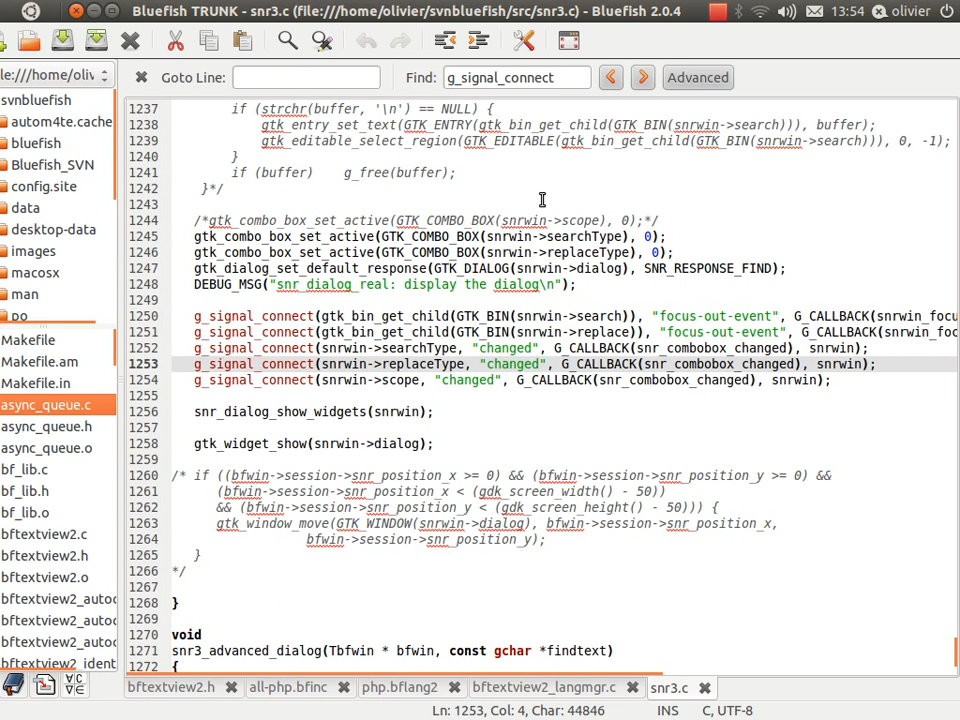 Bluefish TRUNK - snr3.c (file:///home/olivier/svnbluefish/src/snr3.c) - Bluefish 2.0.4
13:54
olivier
le:///home/oliv
Goto Line:
Find:
g_signal_connect
Advanced
svnbluefish
autom4te.cache
bluefish
Bluefish_SVN
config.site
data
desktop-data
images
macosx
man
po
Makefile
Makefile.am
Makefile.in
async_queue.c
async_queue.h
async_queue.o
bf_lib.c
bf_lib.h
bf_lib.o
bftextview2.c
bftextview2.h
bftextview2.o
bftextview2_autoc
bftextview2_autoc
bftextview2_autoc
bftextview2_ident
1237 if (strchr(buffer, '\n') == NULL) {
1238 gtk_entry_set_text(GTK_ENTRY(gtk_bin_get_child(GTK_BIN(snrwin->search))), buffer);
1239 gtk_editable_select_region(GTK_EDITABLE(gtk_bin_get_child(GTK_BIN(snrwin->search))), 0, -1);
1240 }
1241 if (buffer) g_free(buffer);
1242 }*/
1243
1244 /*gtk_combo_box_set_active(GTK_COMBO_BOX(snrwin->scope), 0);*/
1245 gtk_combo_box_set_active(GTK_COMBO_BOX(snrwin->searchType), 0);
1246 gtk_combo_box_set_active(GTK_COMBO_BOX(snrwin->replaceType), 0);
1247 gtk_dialog_set_default_response(GTK_DIALOG(snrwin->dialog), SNR_RESPONSE_FIND);
1248 DEBUG_MSG("snr_dialog_real: display the dialog\n");
1249
1250 g_signal_connect(gtk_bin_get_child(GTK_BIN(snrwin->search)), "focus-out-event", G_CALLBACK(snrwin_focu
1251 g_signal_connect(gtk_bin_get_child(GTK_BIN(snrwin->replace)), "focus-out-event", G_CALLBACK(snrwin_foc
1252 g_signal_connect(snrwin->searchType, "changed", G_CALLBACK(snr_combobox_changed), snrwin);
1253 g_signal_connect(snrwin->replaceType, "changed", G_CALLBACK(snr_combobox_changed), snrwin);
1254 g_signal_connect(snrwin->scope, "changed", G_CALLBACK(snr_combobox_changed), snrwin);
1255
1256 snr_dialog_show_widgets(snrwin);
1257
1258 gtk_widget_show(snrwin->dialog);
1259
1260 /* if ((bfwin->session->snr_position_x >= 0) && (bfwin->session->snr_position_y >= 0) &&
1261 (bfwin->session->snr_position_x < (gdk_screen_width() - 50))
1262 && (bfwin->session->snr_position_y < (gdk_screen_height() - 50))) {
1263 gtk_window_move(GTK_WINDOW(snrwin->dialog), bfwin->session->snr_position_x,
1264 bfwin->session->snr_position_y);
1265 }
1266 */
1267
1268 }
1269
1270 void
1271 snr3_advanced_dialog(Tbfwin * bfwin, const gchar *findtext)
1272 {
bftextview2.h
all-php.bfinc
php.bflang2
bftextview2_langmgr.c
snr3.c
Ln: 1253, Col: 4, Char: 44846
INS
C, UTF-8